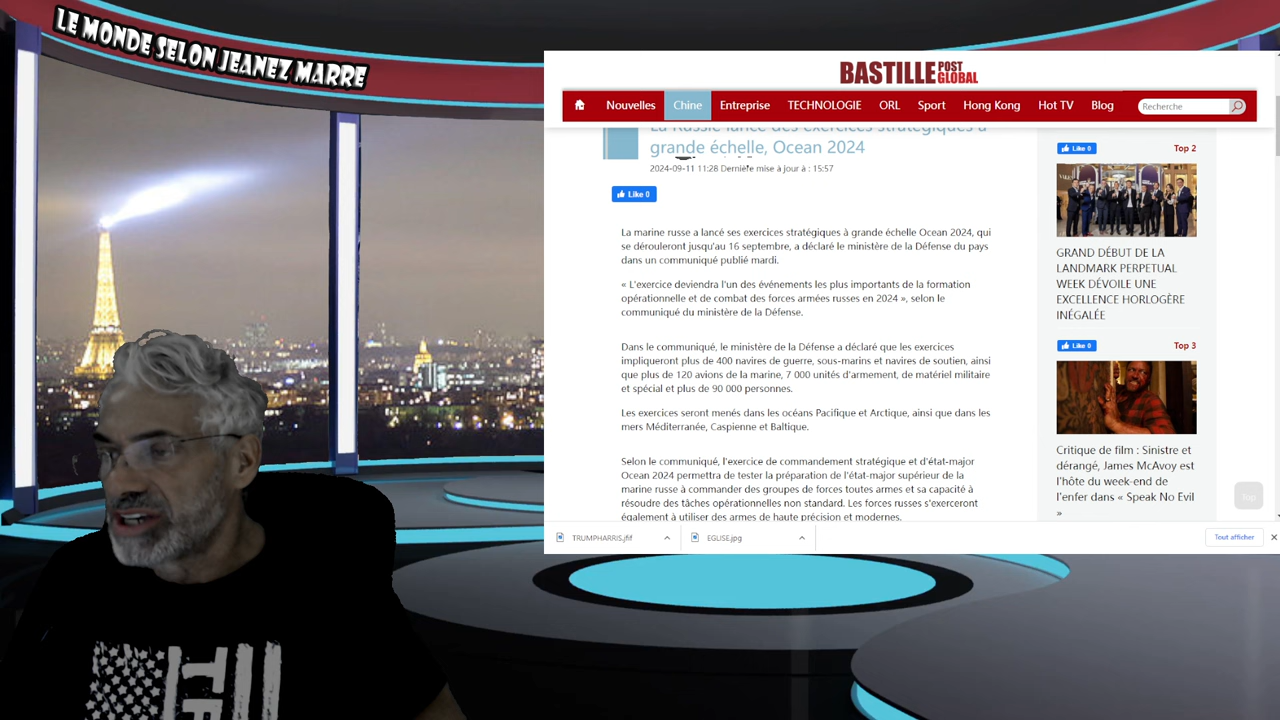 LE MONDE SELON JEANEZ MARRE
BASTILLE POST GLOBAL
Nouvelles Chine Entreprise TECHNOLOGIE ORL Sport Hong Kong Hot TV Blog Recherche
La Russie lance des exercices stratégiques à
grande échelle, Ocean 2024
2024-09-11 11:28 Dernière mise à jour à : 15:57
Like 0
La marine russe a lancé ses exercices stratégiques à grande échelle Ocean 2024, qui
se dérouleront jusqu'au 16 septembre, a déclaré le ministère de la Défense du pays
dans un communiqué publié mardi.
« L'exercice deviendra l'un des événements les plus importants de la formation
opérationnelle et de combat des forces armées russes en 2024 », selon le
communiqué du ministère de la Défense.
Dans le communiqué, le ministère de la Défense a déclaré que les exercices
impliqueront plus de 400 navires de guerre, sous-marins et navires de soutien, ainsi
que plus de 120 avions de la marine, 7 000 unités d'armement, de matériel militaire
et spécial et plus de 90 000 personnes.
Les exercices seront menés dans les océans Pacifique et Arctique, ainsi que dans les
mers Méditerranée, Caspienne et Baltique.
Selon le communiqué, l'exercice de commandement stratégique et d'état-major
Ocean 2024 permettra de tester la préparation de l'état-major supérieur de la
marine russe à commander des groupes de forces toutes armes et sa capacité à
résoudre des tâches opérationnelles non standard. Les forces russes s'exerceront
également à utiliser des armes de haute précision et modernes.
Like 0 Top 2
GRAND DÉBUT DE LA
LANDMARK PERPETUAL
WEEK DÉVOILE UNE
EXCELLENCE HORLOGÈRE
INÉGALÉE
Like 0 Top 3
Critique de film : Sinistre et
dérangé, James McAvoy est
l'hôte du week-end de
l'enfer dans « Speak No Evil
»
Top
TRUMPHARRIS.jfif EGLISE.jpg Tout afficher